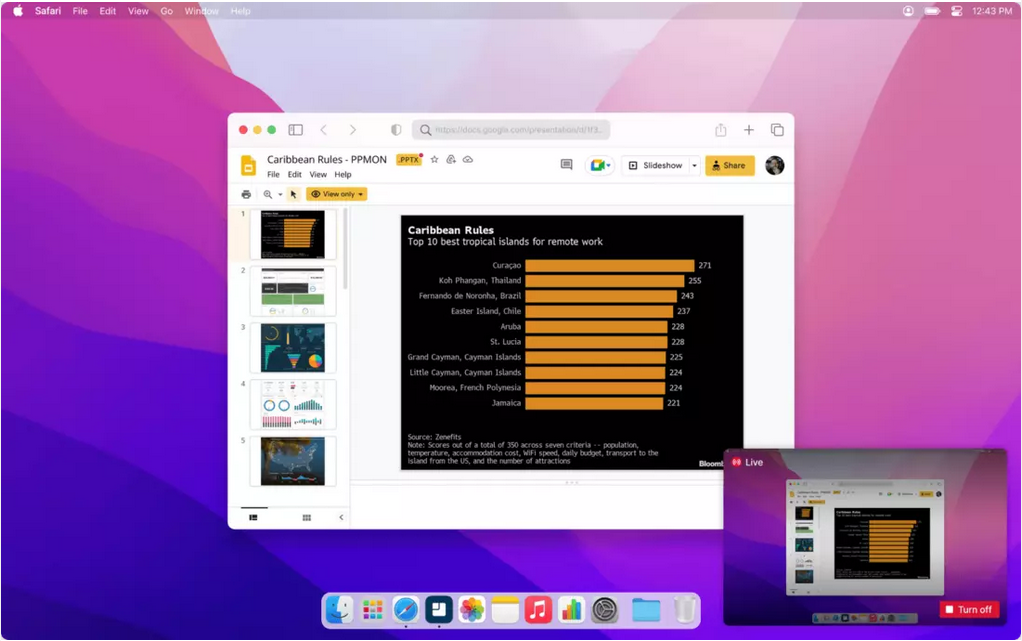 Safari File Edit View Go Window Help 12:43 PM
https://docs.google.com/presentation/d/1f3...
Caribbean Rules - PPMON .PPTX
Slideshow Share
File Edit View Help
View only
1
2
3
4
5
Caribbean Rules
Top 10 best tropical islands for remote work
Curaçao 271
Koh Phangan, Thailand 255
Fernando de Noronha, Brazil 243
Easter Island, Chile 237
Aruba 228
St. Lucia 228
Grand Cayman, Cayman Islands 225
Little Cayman, Cayman Islands 224
Moorea, French Polynesia 224
Jamaica 221
Source: Zenefits
Note: Scores out of a total of 350 across seven criteria -- population,
temperature, accommodation cost, WiFi speed, daily budget, transport to the
island from the US, and the number of attractions
Bloomb
Live
Turn off